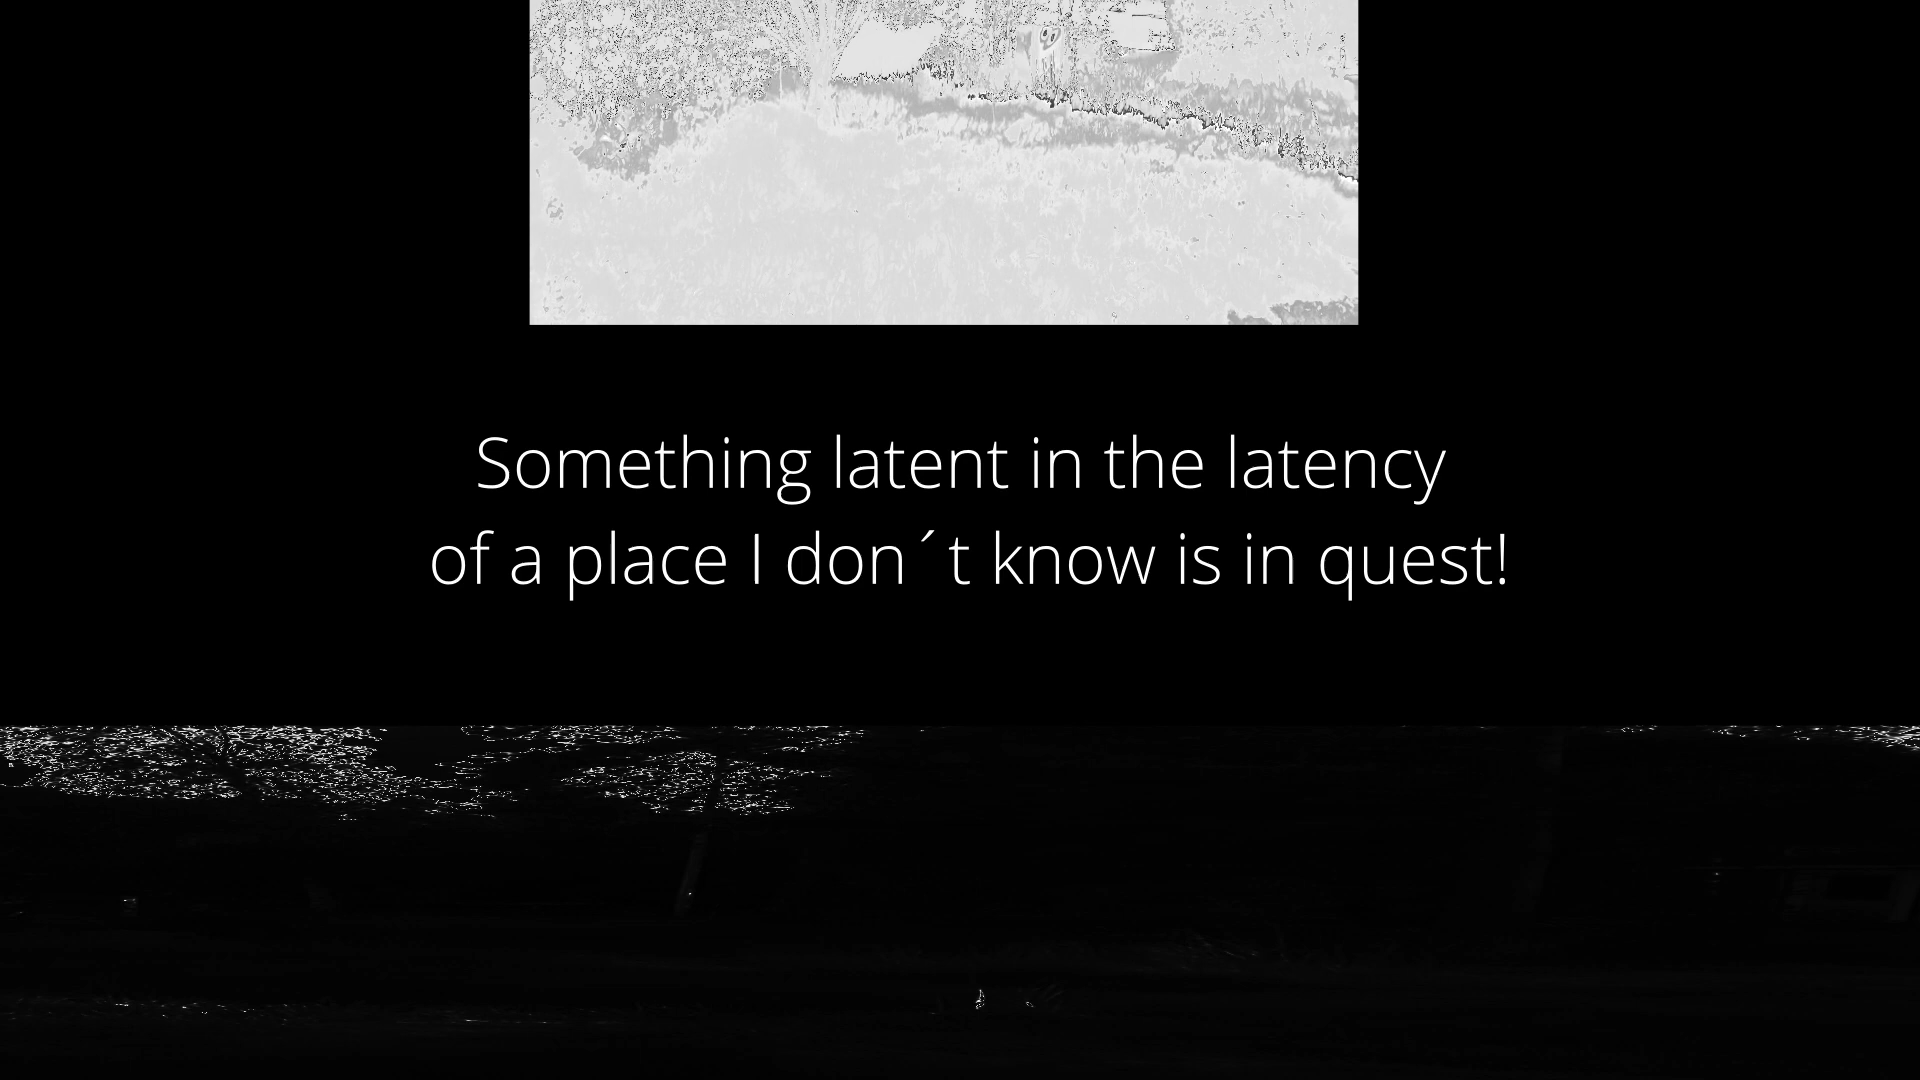 Something latent in the latency
of a place I don´t know is in quest!